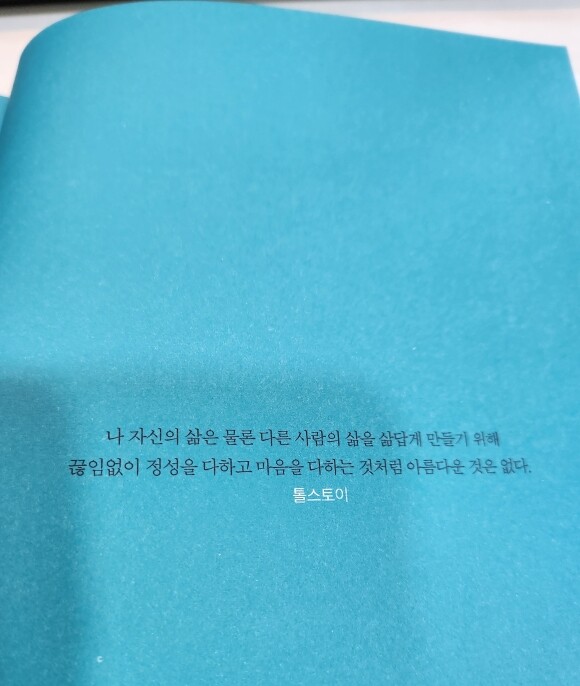 나 자신의 삶은 물론 다른 사람의 삶을 삶답게 만들기 위해
끊임없이 정성을 다하고 마음을 다하는 것처럼 아름다운 것은 없다.
톨스토이